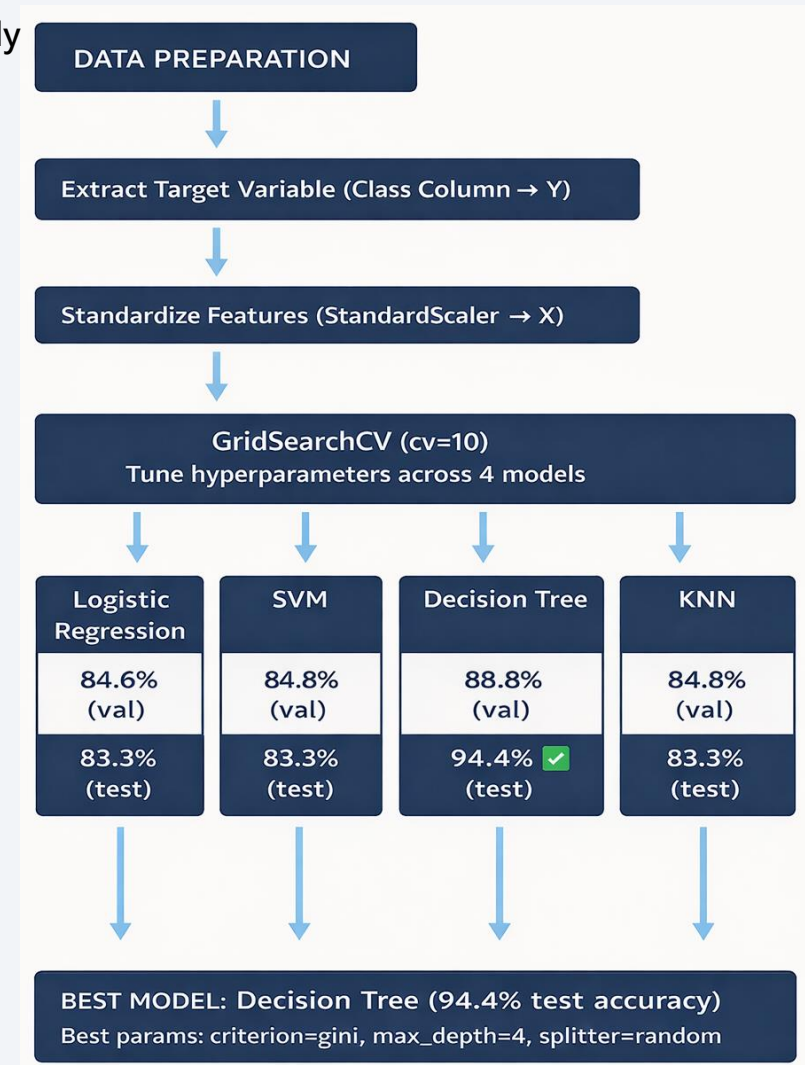 DATA PREPARATION
Extract Target Variable (Class Column → Y)
Standardize Features (StandardScaler → X)
GridSearchCV (cv=10)
Tune hyperparameters across 4 models
Logistic
Regression
84.6%
(val)
83.3%
(test)
SVM
84.8%
(val)
83.3%
(test)
Decision Tree
88.8%
(val)
94.4% ✅
(test)
KNN
84.8%
(val)
83.3%
(test)
BEST MODEL: Decision Tree (94.4% test accuracy)
Best params: criterion=gini, max_depth=4, splitter=random